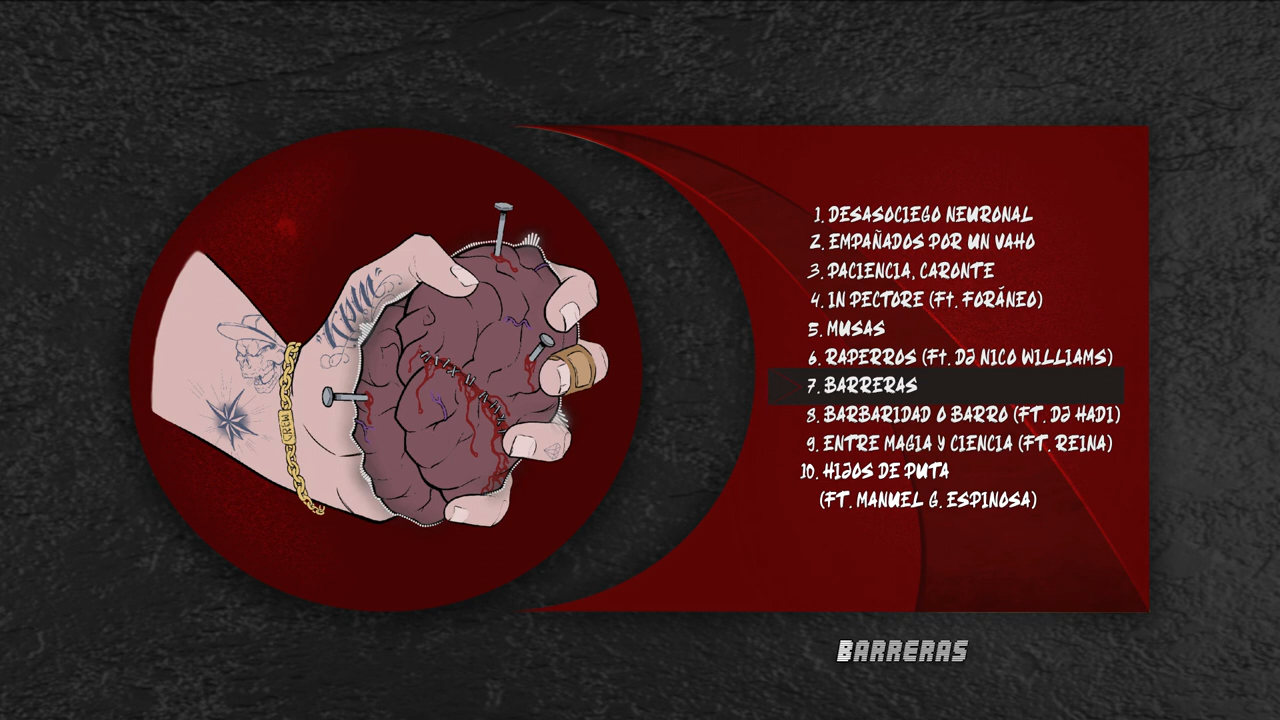 Kpm
CRCM
1. DESASOCIEGO NEURONAL
2. EMPAÑADOS POR UN VAHO
3. PACIENCIA, CARONTE
4. IN PECTORE (Ft. FORÁNEO)
5. MUSAS
6. RAPERROS (Ft. DJ NICO WILLIAMS)
7. BARRERAS
8. BARBARIDAD O BARRO (FT. DJ HADI)
9. ENTRE MAGIA Y CIENCIA (FT. REINA)
10. HIJOS DE PUTA
(FT. MANUEL G. ESPINOSA)
BARRERAS